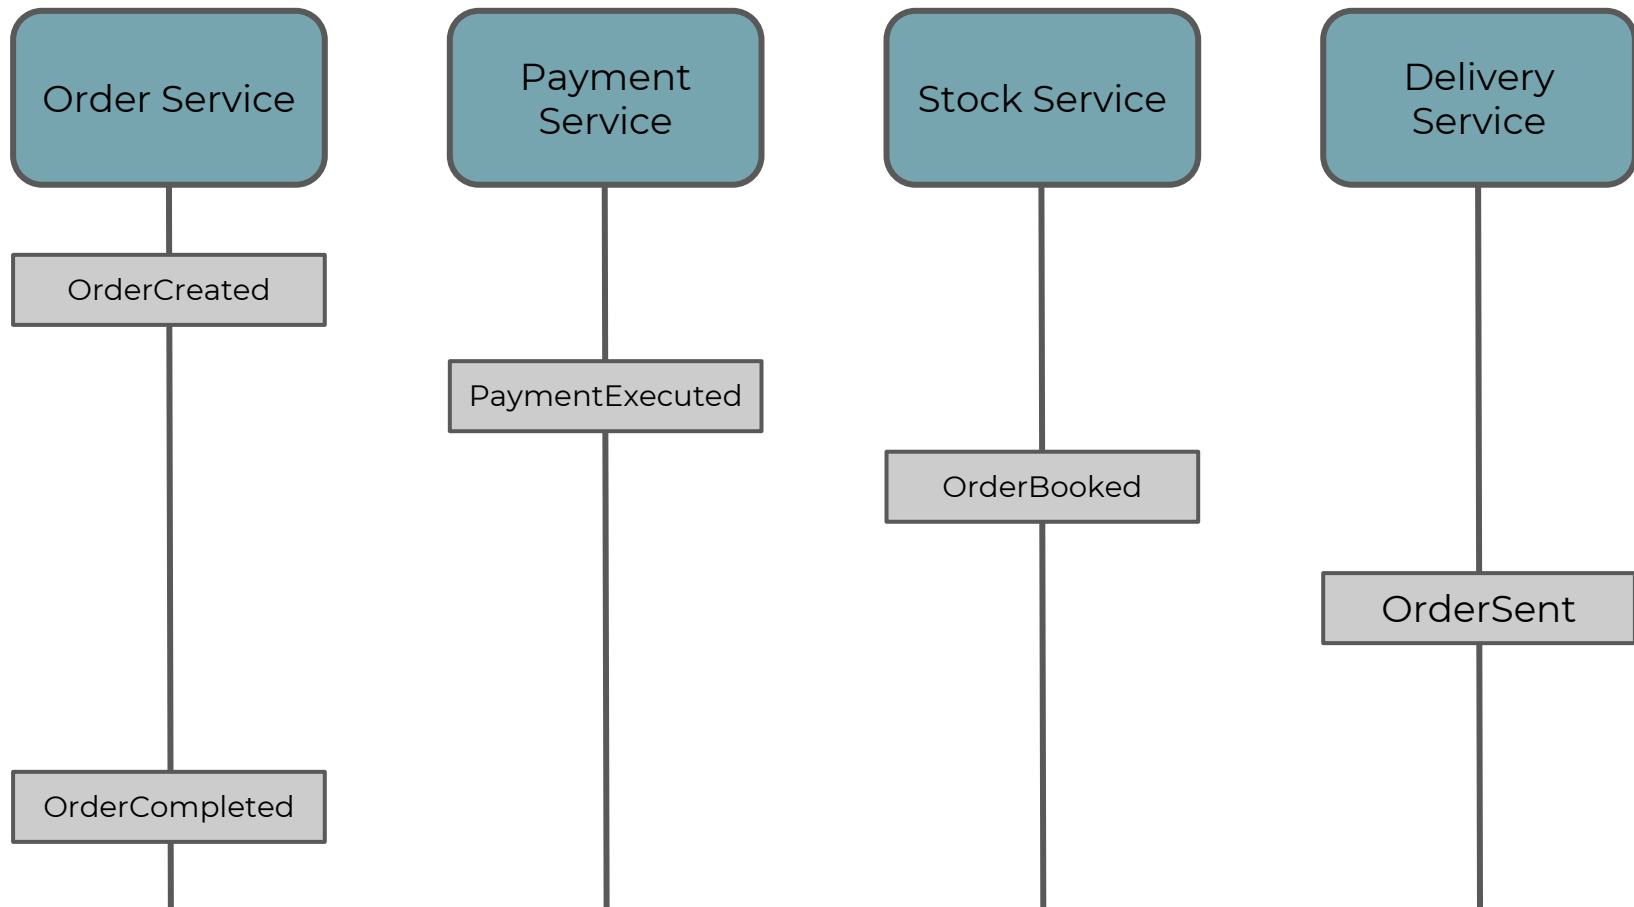 Order Service
Payment
Service
Stock Service
Delivery
Service
OrderCreated
PaymentExecuted
OrderBooked
OrderSent
OrderCompleted